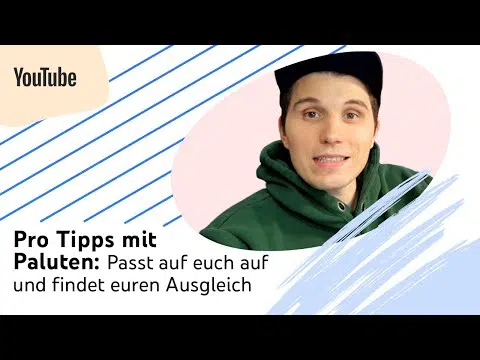 YouTube
Pro Tipps mit
Paluten: Passt auf euch auf
und findet euren Ausgleich